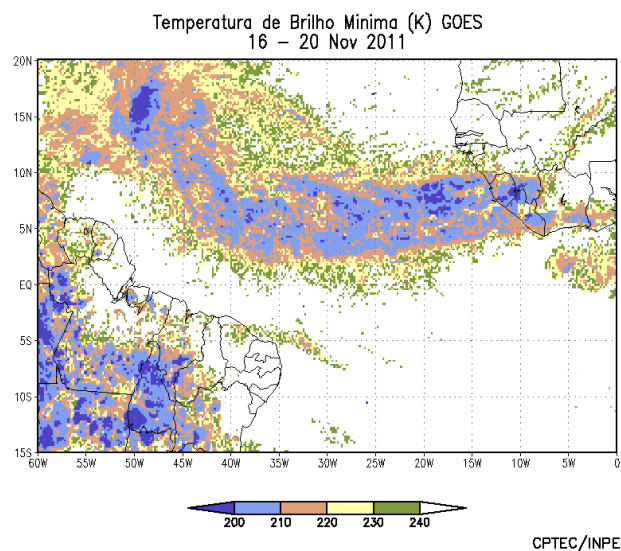 Temperatura de Brilho Minima (K) GOES
16 – 20 Nov 2011
20N
15N
10N
5N
EQ
5S
10S
15S
60W 55W 50W 45W 40W 35W 30W 25W 20W 15W 10W 5W 0
200 210 220 230 240
CPTEC/INPE